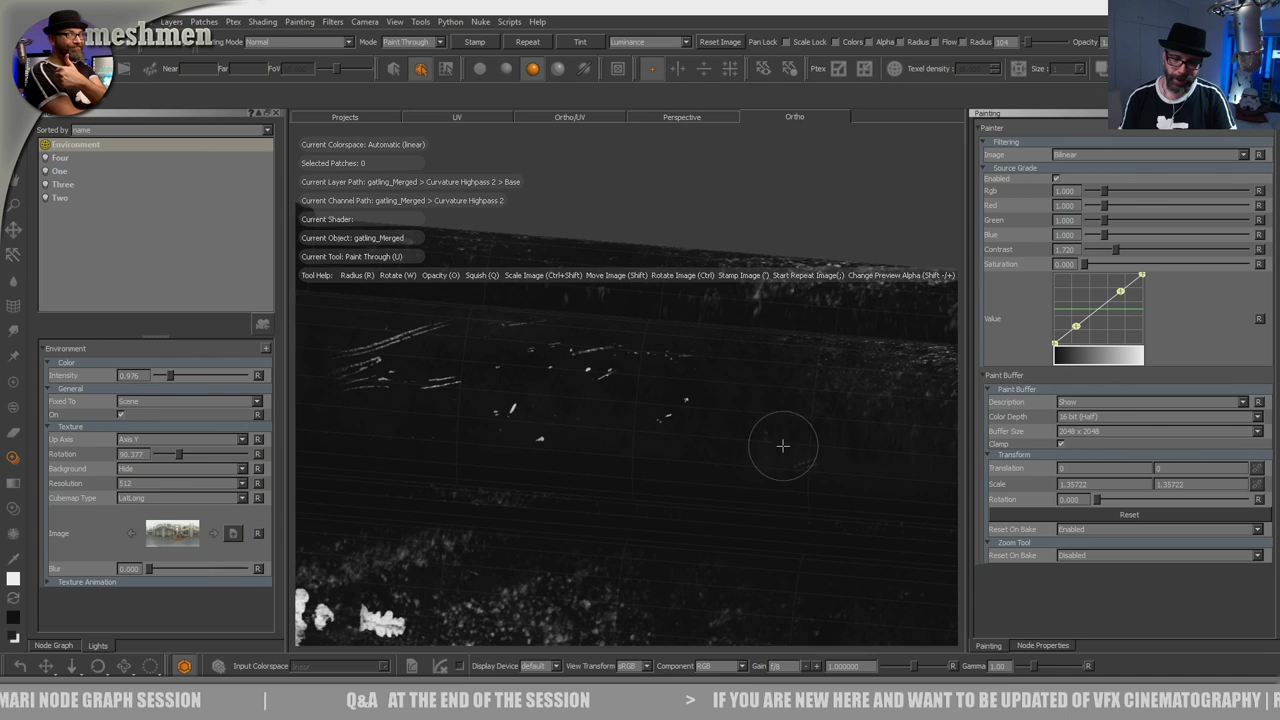 meshmen
Layers Patches Ptex Shading Painting Filters Camera View Tools Python Nuke Scripts Help
Mode Normal Mode Paint Through Stamp Repeat Tint Luminance Reset Image Pan Lock Scale Lock Colors Alpha Radius Flow Radius 104 Opacity
Near Far FoV Ptex Texel density: Size :
Projects UV Ortho/UV Perspective Ortho Painting
Sorted by name
Environment
Four
One
Three
Two
Current Colorspace: Automatic (linear)
Selected Patches: 0
Current Layer Path: gatling_Merged > Curvature Highpass 2 > Base
Current Channel Path: gatling_Merged > Curvature Highpass 2
Current Shader:
Current Object: gatling_Merged
Current Tool: Paint Through (U)
Tool Help: Radius (R) Rotate (W) Opacity (O) Squish (Q) Scale Image (Ctrl+Shift) Move Image (Shift) Rotate Image (Ctrl) Stamp Image (') Start Repeat Image(;) Change Preview Alpha (Shift -/+)
Painter
Filtering
Image Bilinear R
Source Grade
Enabled
Rgb 1.000 R
Red 1.000 R
Green 1.000 R
Blue 1.000 R
Contrast 1.720 R
Saturation 0.000 R
Value R
Paint Buffer
Paint Buffer
Description Show R
Color Depth 16 bit (Half)
Buffer Size 2048 x 2048
Clamp
Transform
Translation 0 0
Scale 1.35722 1.35722
Rotation 0.000 R
Reset
Reset On Bake Enabled
Zoom Tool
Reset On Bake Disabled
Environment
Color
Intensity 0.976 R
General
Fixed To Scene R
On R
Texture
Up Axis Axis Y R
Rotation 90.377 R
Background Hide R
Resolution 512 R
Cubemap Type LatLong R
Image R
Blur 0.000 R
Texture Animation
Node Graph Lights
Painting Node Properties
Input Colorspace linear Display Device default View Transform sRGB Component RGB Gain f/8 - + 1.000000 R Gamma 1.00 R
MARI NODE GRAPH SESSION | Q&A AT THE END OF THE SESSION > IF YOU ARE NEW HERE AND WANT TO BE UPDATED OF VFX CINEMATOGRAPHY |